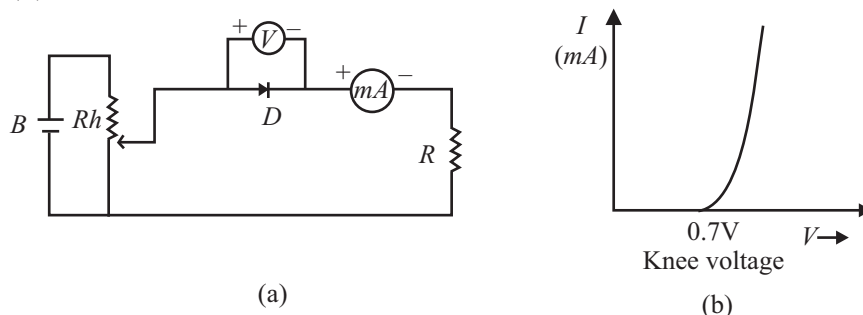 + V −
+ mA −
B
Rh
D
R
(a)
I
(mA)
0.7V
V
Knee voltage
(b)